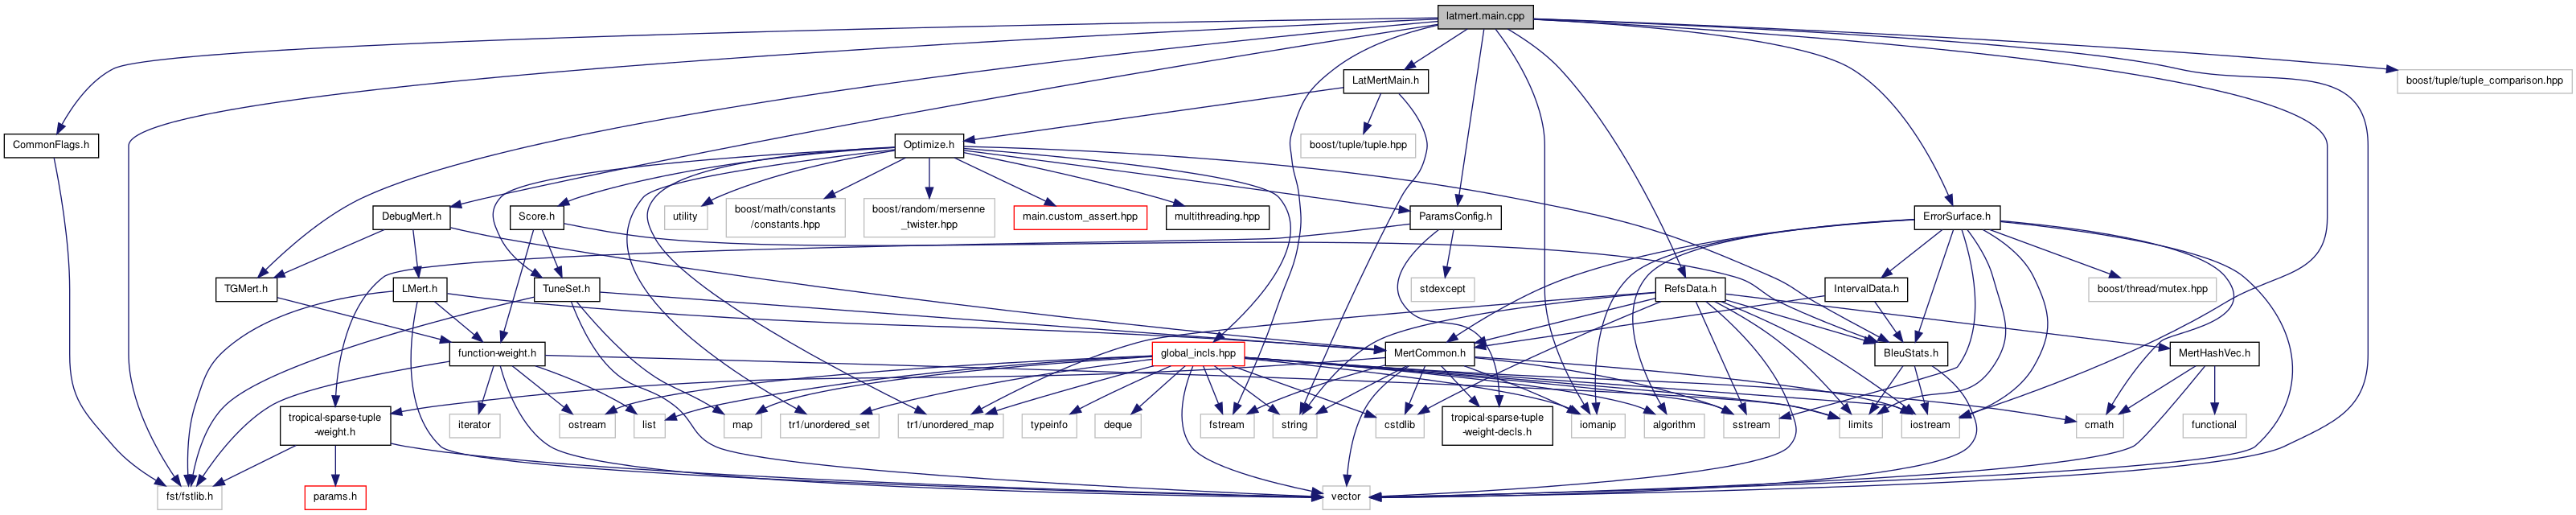 latmert.main.cpp
LatMertMain.h
boost/tuple/tuple_comparison.hpp
CommonFlags.h
Optimize.h
boost/tuple/tuple.hpp
DebugMert.h
Score.h
utility
boost/math/constants
/constants.hpp
boost/random/mersenne
_twister.hpp
main.custom_assert.hpp
multithreading.hpp
ParamsConfig.h
ErrorSurface.h
TGMert.h
LMert.h
TuneSet.h
stdexcept
RefsData.h
IntervalData.h
boost/thread/mutex.hpp
function-weight.h
global_incls.hpp
MertCommon.h
BleuStats.h
MertHashVec.h
tropical-sparse-tuple
-weight.h
iterator
ostream
list
map
tr1/unordered_set
tr1/unordered_map
typeinfo
deque
fstream
string
cstdlib
tropical-sparse-tuple
-weight-decls.h
iomanip
algorithm
sstream
limits
iostream
cmath
functional
fst/fstlib.h
params.h
vector